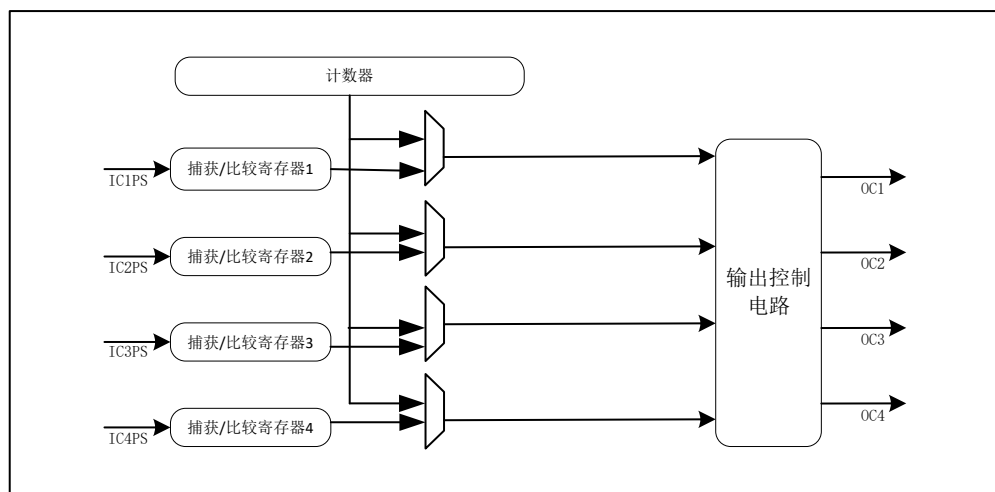 计数器
捕获/比较寄存器1
IC1PS
OC1
捕获/比较寄存器2
IC2PS
OC2
输出控制
电路
捕获/比较寄存器3
IC3PS
OC3
捕获/比较寄存器4
IC4PS
OC4